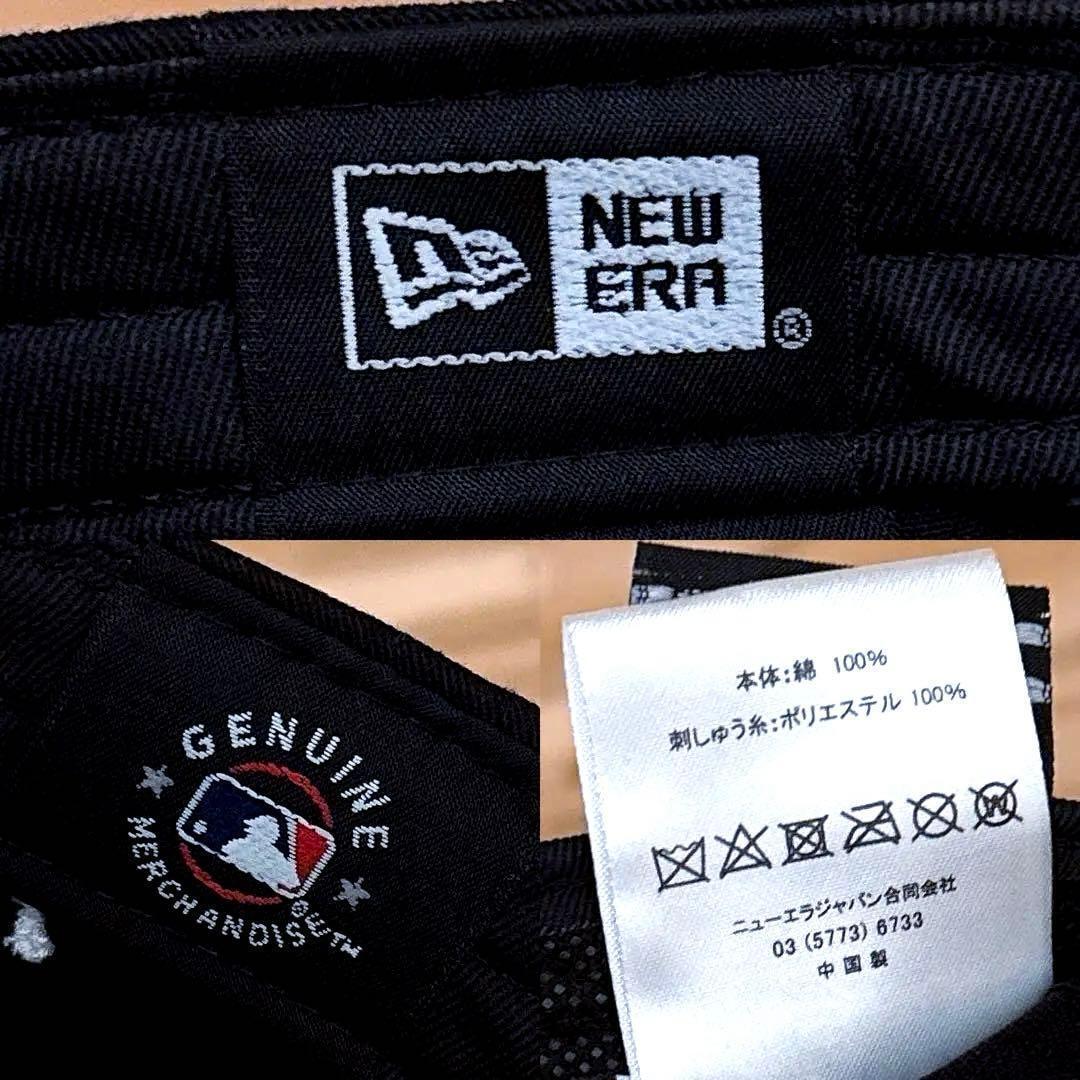 NEW
ERA
®
GENUINE
MERCHANDISE
TM
本体:綿 100%
刺しゅう糸:ポリエステル 100%
W
ニューエラジャパン合同会社
03 (5773) 6733
中国製